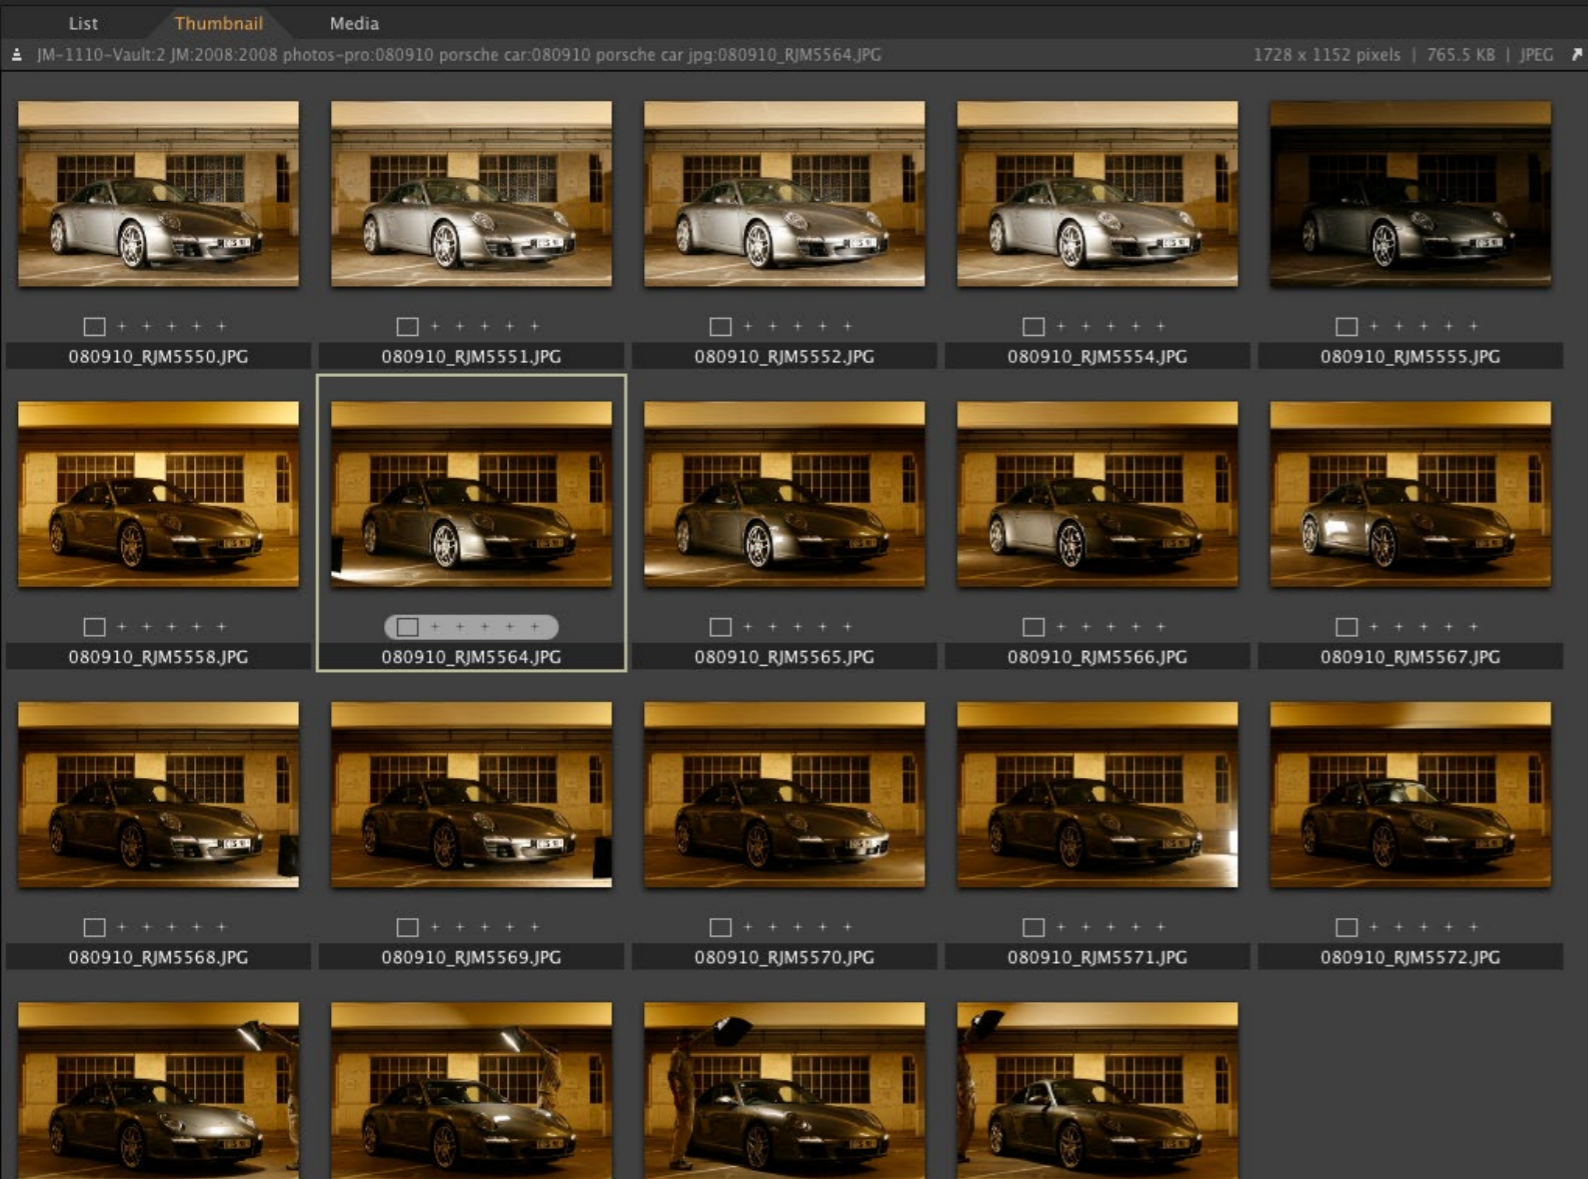 List Thumbnail Media
JM-1110-Vault:2 JM:2008:2008 photos-pro:080910 porsche car:080910 porsche car jpg:080910_RJM5564.JPG 1728 x 1152 pixels | 765.5 KB | JPEG
080910_RJM5550.JPG 080910_RJM5551.JPG 080910_RJM5552.JPG 080910_RJM5554.JPG 080910_RJM5555.JPG
080910_RJM5558.JPG 080910_RJM5564.JPG 080910_RJM5565.JPG 080910_RJM5566.JPG 080910_RJM5567.JPG
080910_RJM5568.JPG 080910_RJM5569.JPG 080910_RJM5570.JPG 080910_RJM5571.JPG 080910_RJM5572.JPG